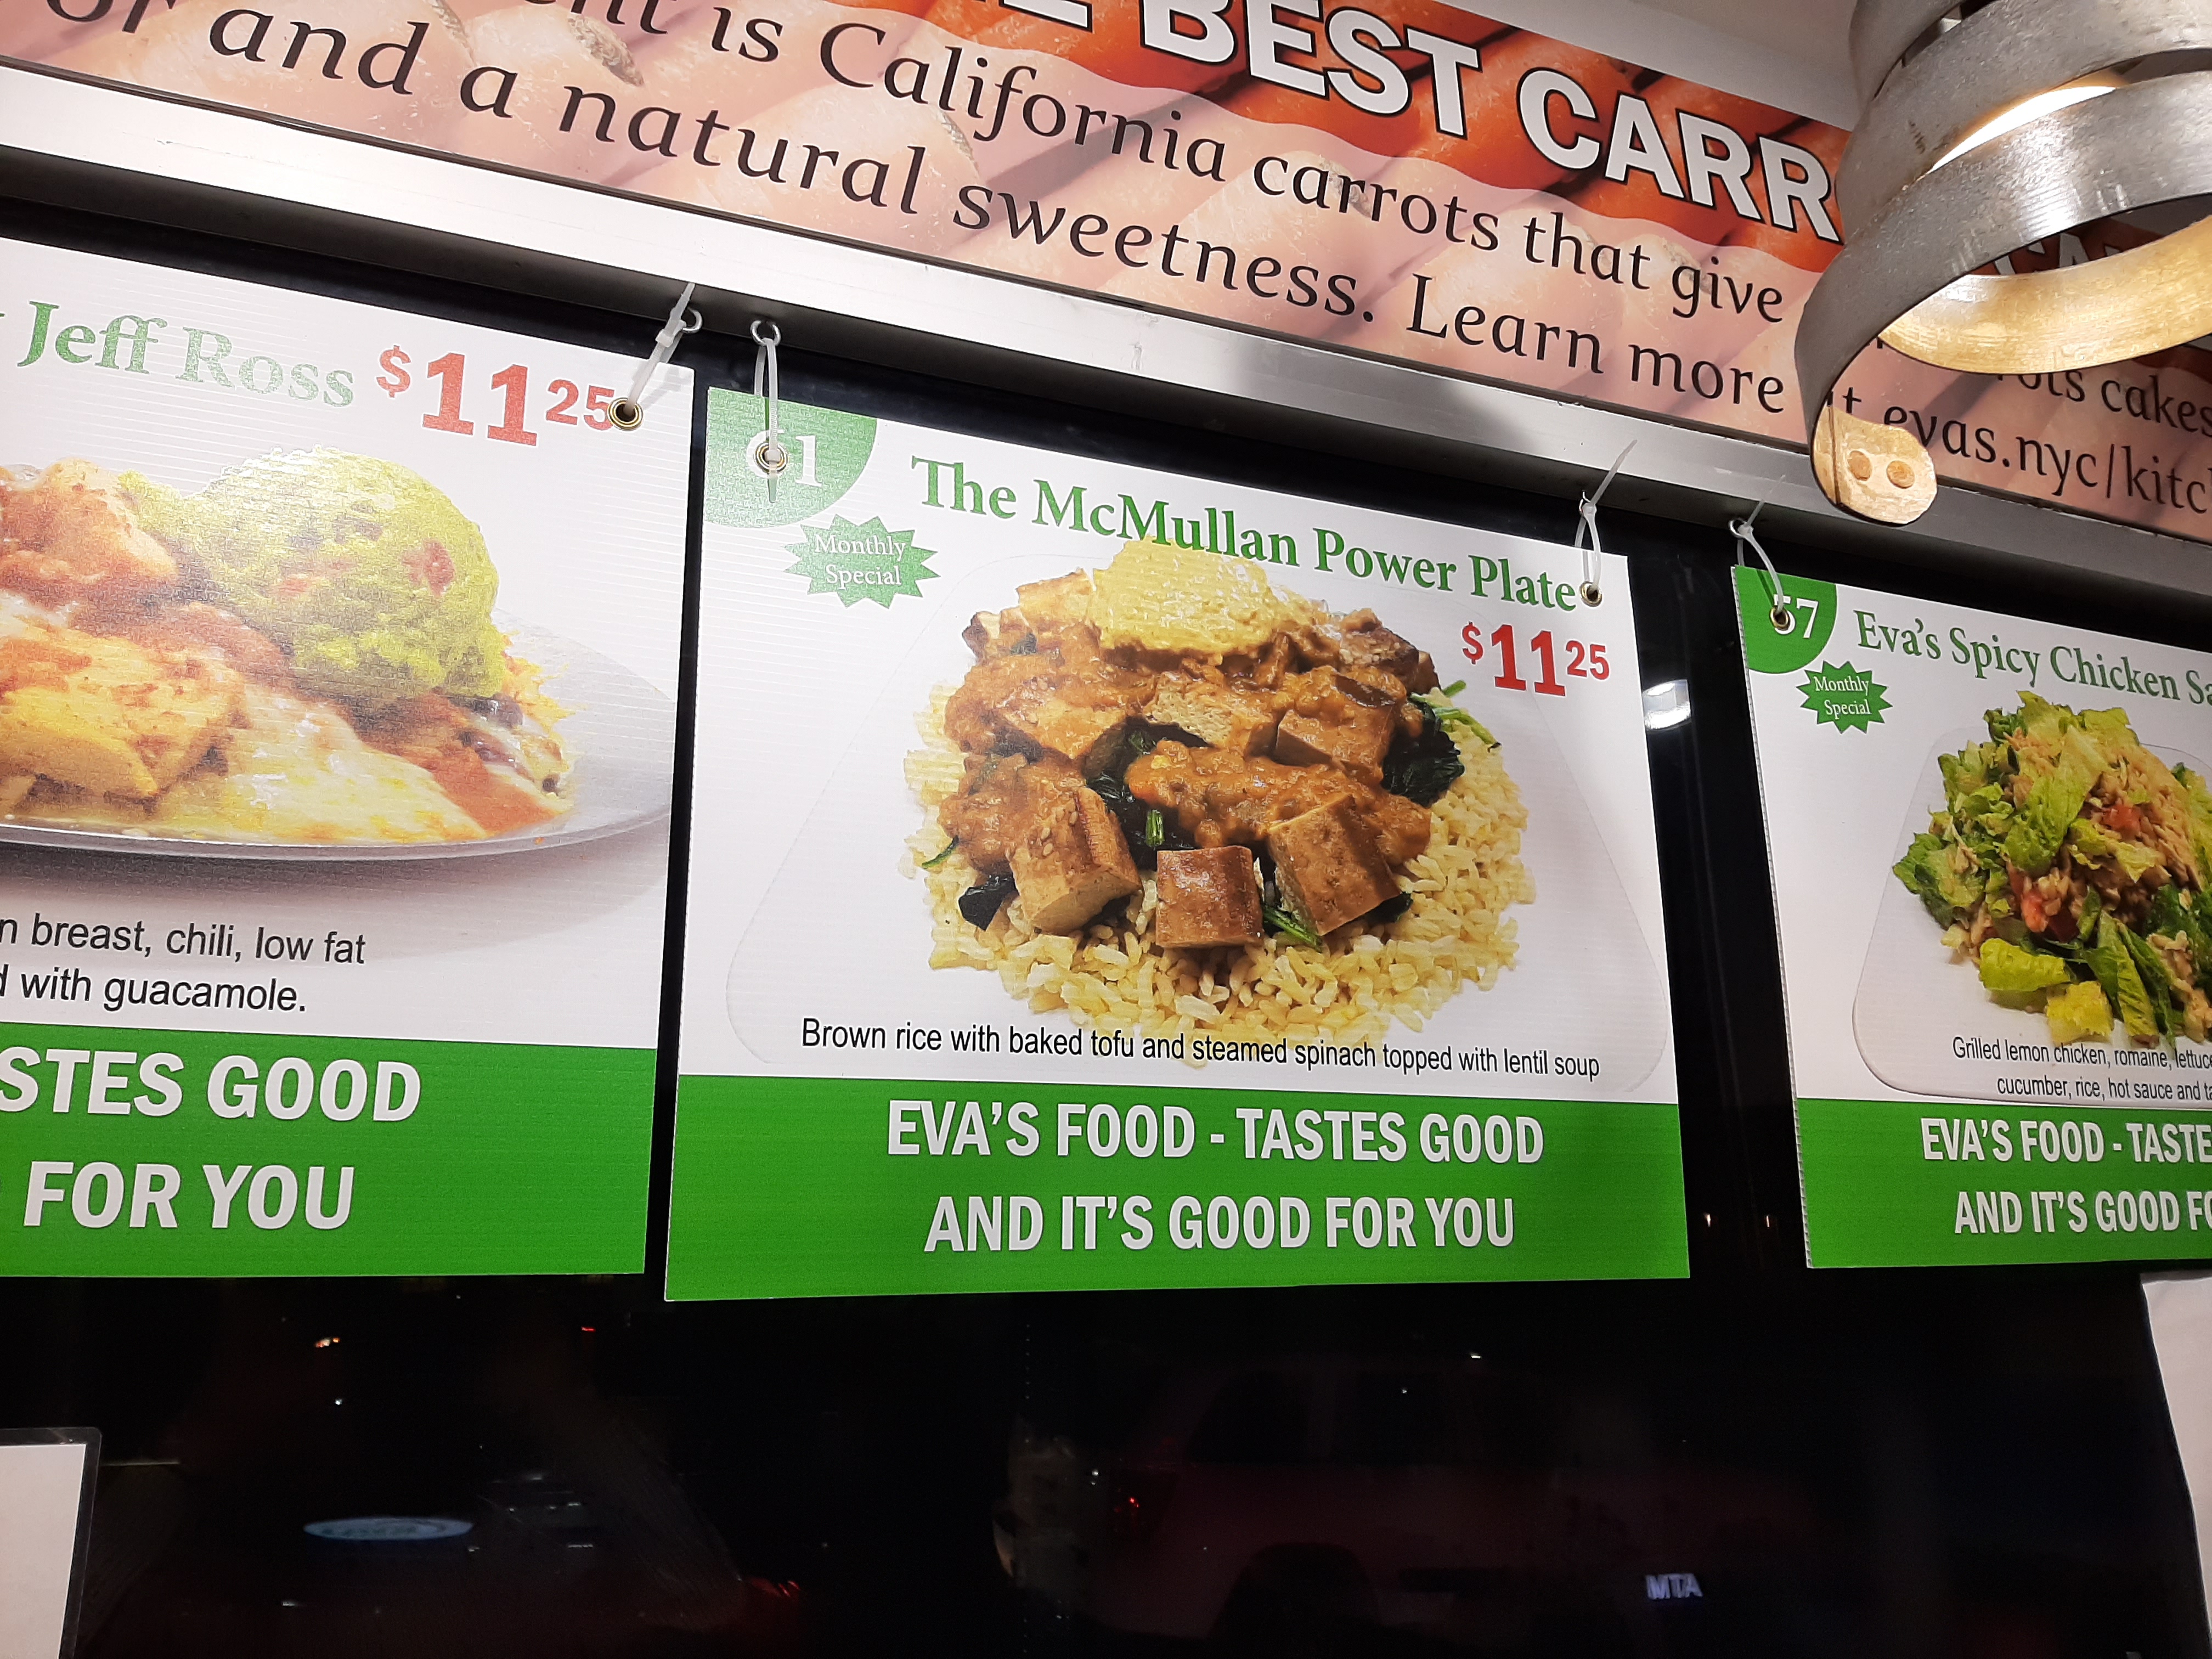 BEST CARR
is California carrots that give
and a natural sweetness. Learn more
cakes
evas.nyc/kitc
Jeff Ross $11 25
breast, chili, low fat
with guacamole.
STES GOOD
FOR YOU
Monthly
Special
The McMullan Power Plate
$11 25
Brown rice with baked tofu and steamed spinach topped with lentil soup
EVA'S FOOD - TASTES GOOD
AND IT'S GOOD FOR YOU
57
Monthly
Special
Eva's Spicy Chicken Sa
Grilled lemon chicken, romaine, lettuce
cucumber, rice, hot sauce and
EVA'S FOOD - TASTE
AND IT'S GOOD FO
MTA